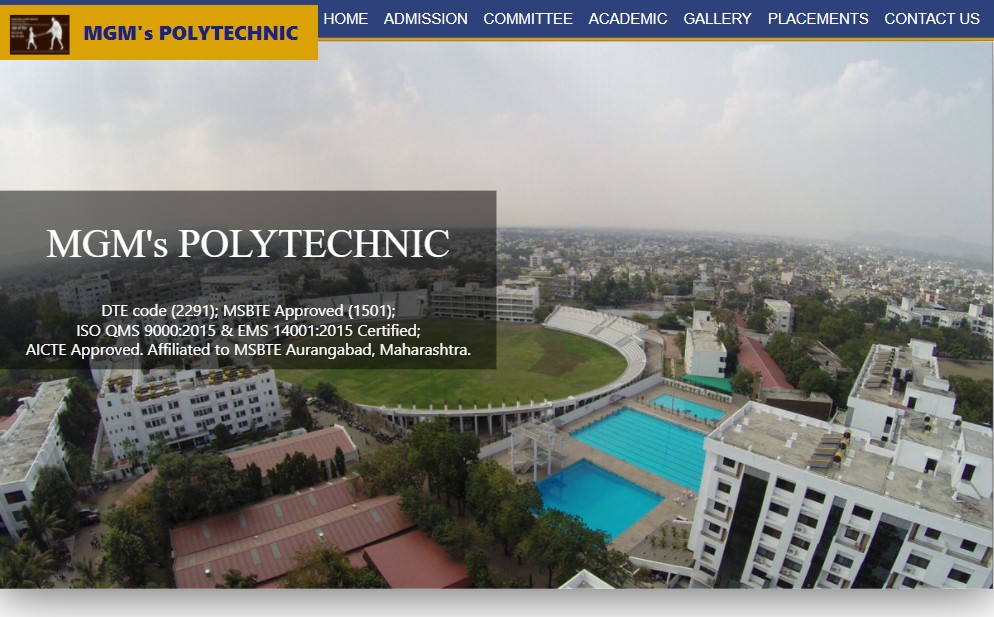 MGM's POLYTECHNIC
HOME ADMISSION COMMITTEE ACADEMIC GALLERY PLACEMENTS CONTACT US
MGM's POLYTECHNIC
DTE code (2291); MSBTE Approved (1501);
ISO QMS 9000:2015 & EMS 14001:2015 Certified;
AICTE Approved. Affiliated to MSBTE Aurangabad, Maharashtra.